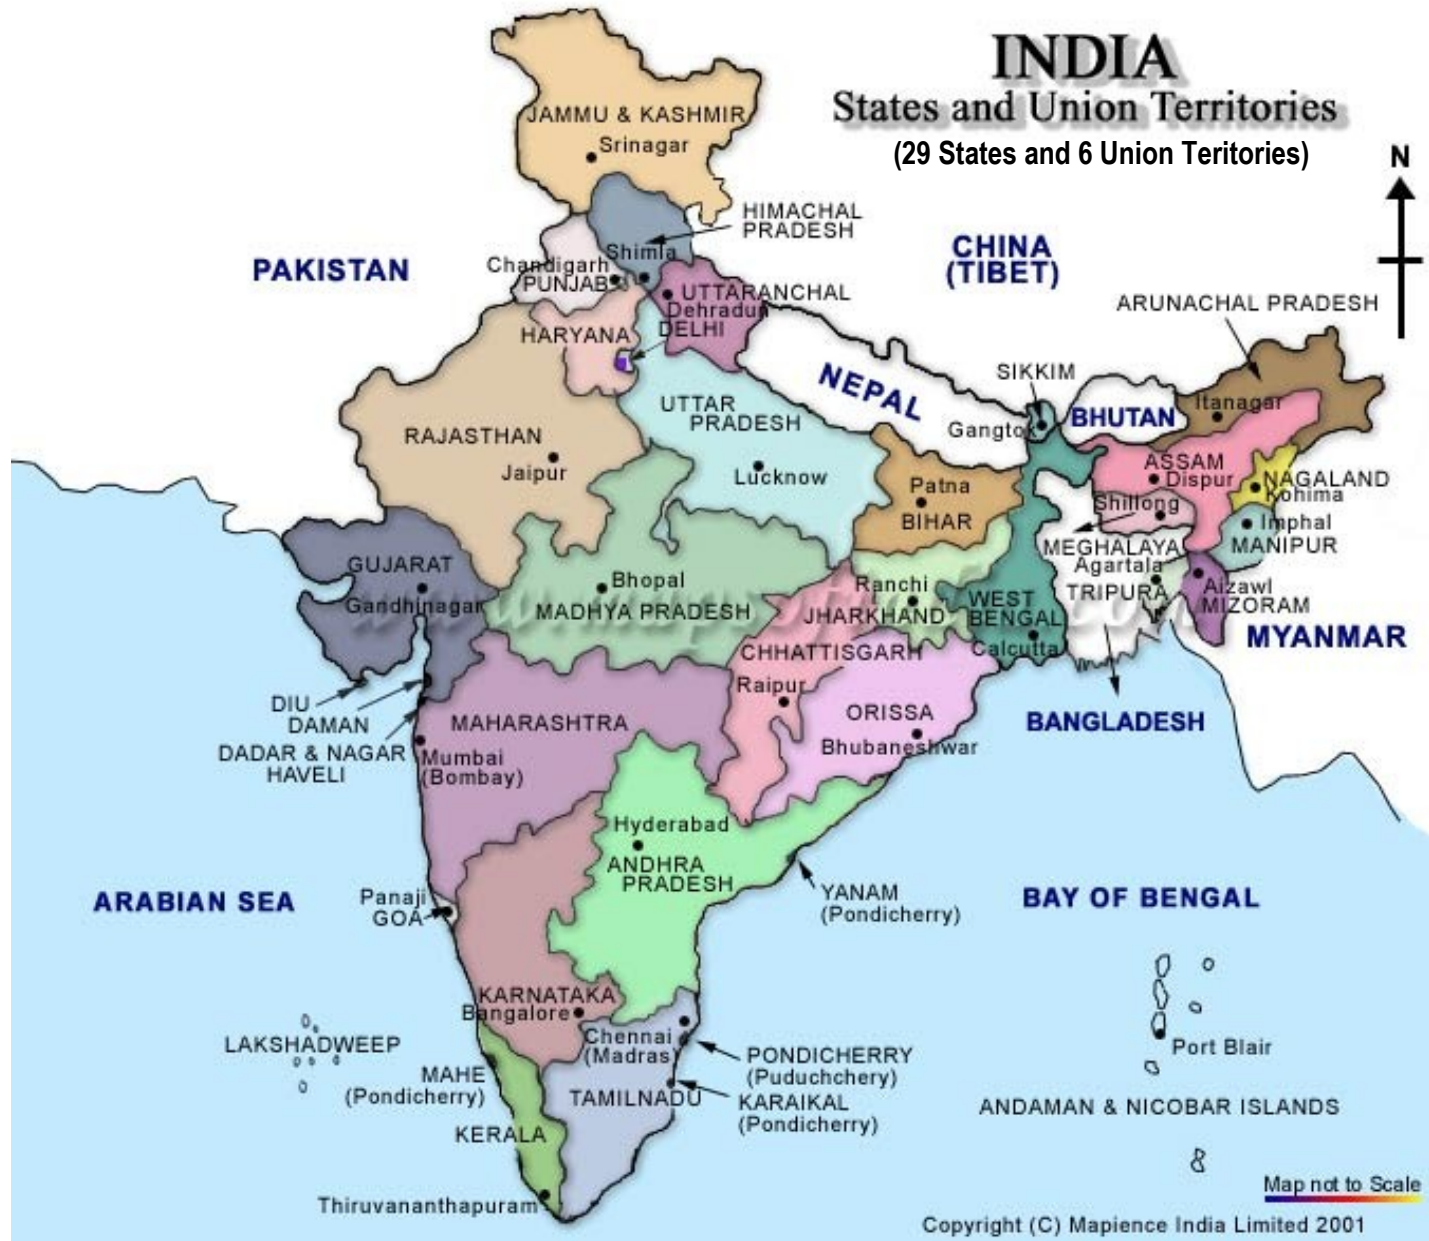 INDIA
States and Union Territories
(29 States and 6 Union Teritories)
N
JAMMU & KASHMIR
Srinagar
HIMACHAL
PRADESH
Shimla
Chandigarh
PUNJAB
PAKISTAN
CHINA
(TIBET)
UTTARANCHAL
Dehradun
DELHI
HARYANA
ARUNACHAL PRADESH
SIKKIM
NEPAL
BHUTAN
Itanagar
Gangtok
UTTAR
PRADESH
Lucknow
RAJASTHAN
Jaipur
ASSAM
Dispur
NAGALAND
Kohima
Patna
BIHAR
Shillong
MEGHALAYA
Imphal
MANIPUR
Agartala
TRIPURA
Aizawl
MIZORAM
MYANMAR
GUJARAT
Gandhinagar
Bhopal
MADHYA PRADESH
Ranchi
JHARKHAND
WEST
BENGAL
Calcutta
CHHATTISGARH
Raipur
ORISSA
Bhubaneshwar
BANGLADESH
DIU
DAMAN
DADAR & NAGAR
HAVELI
MAHARASHTRA
Mumbai
(Bombay)
Hyderabad
ANDHRA
PRADESH
YANAM
(Pondicherry)
ARABIAN SEA
BAY OF BENGAL
Panaji
GOA
KARNATAKA
Bangalore
Chennai
(Madras)
LAKSHADWEEP
MAHE
(Pondicherry)
PONDICHERRY
(Puduchchery)
KARAIKAL
(Pondicherry)
TAMILNADU
KERALA
Thiruvananthapuram
Port Blair
ANDAMAN & NICOBAR ISLANDS
Map not to Scale
Copyright (C) Mapience India Limited 2001